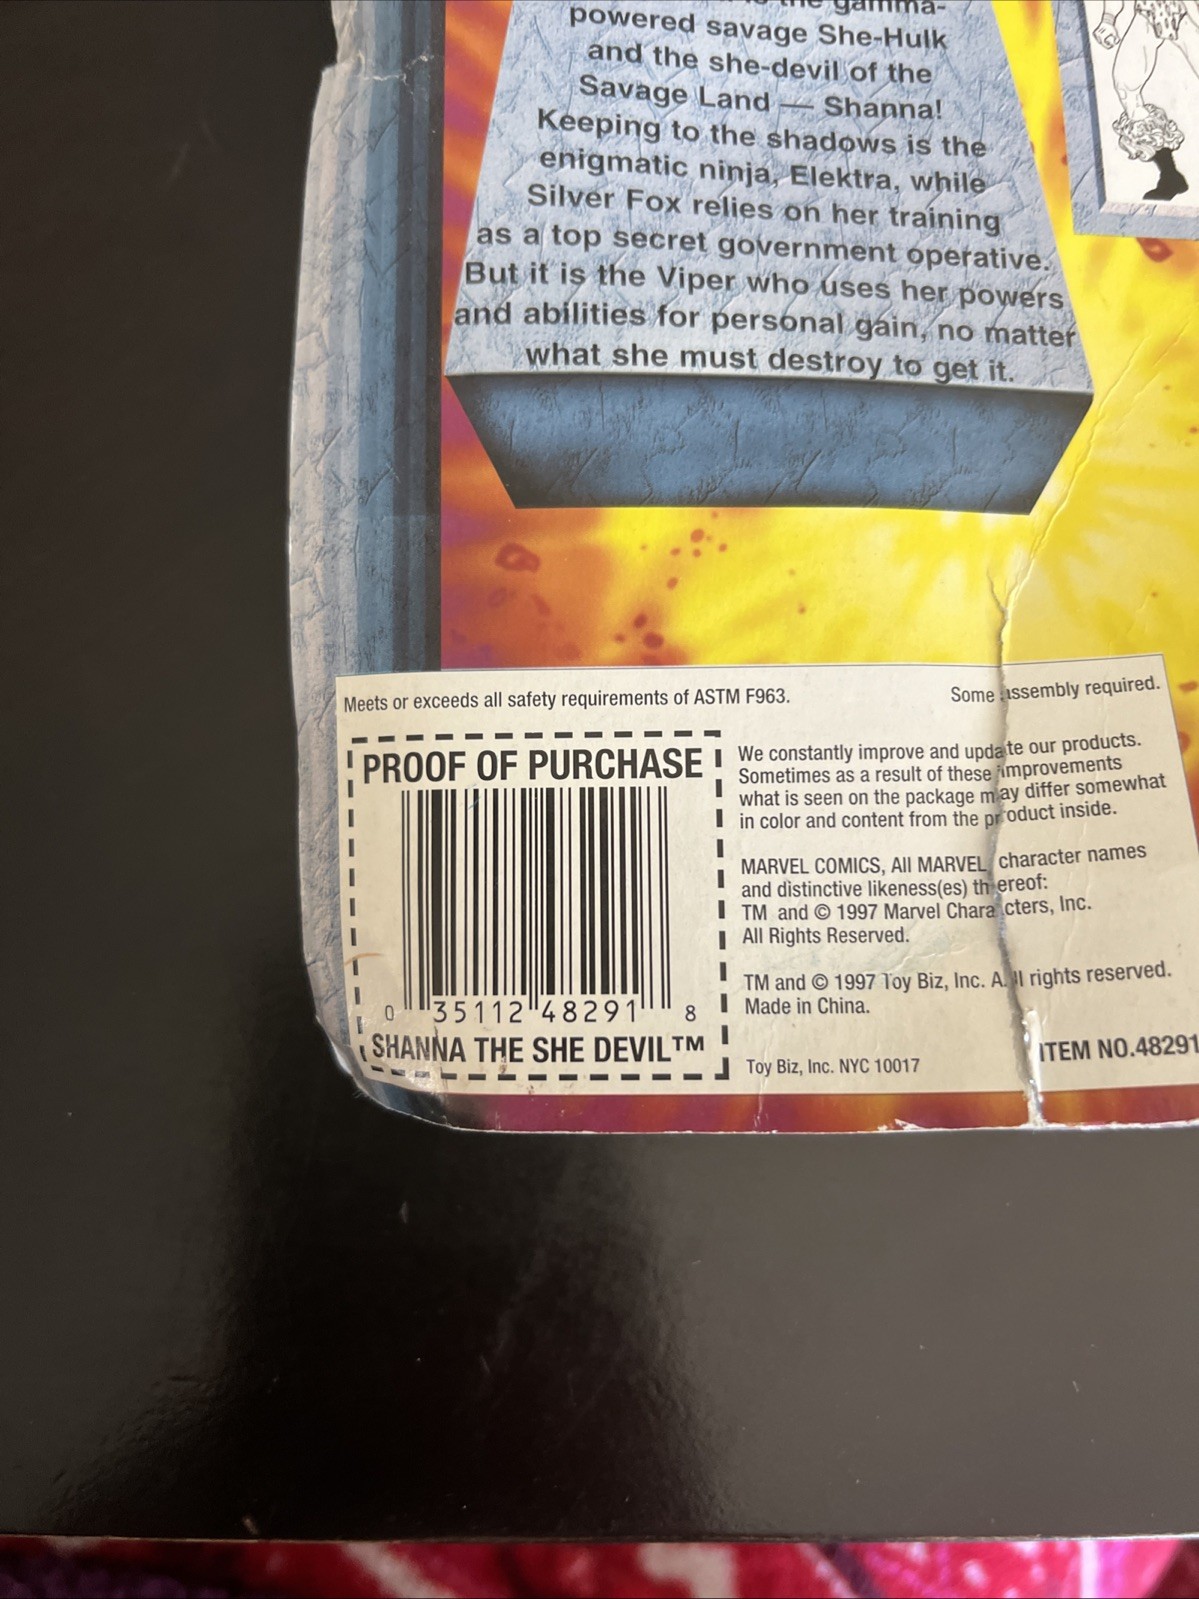 the gamma-
powered savage She-Hulk
and the she-devil of the
Savage Land — Shanna!
Keeping to the shadows is the
enigmatic ninja, Elektra, while
Silver Fox relies on her training
as a top secret government operative.
But it is the Viper who uses her powers
and abilities for personal gain, no matter
what she must destroy to get it.
Meets or exceeds all safety requirements of ASTM F963.
Some assembly required.
PROOF OF PURCHASE
0 35112 48291 8
SHANNA THE SHE DEVIL™
We constantly improve and update our products.
Sometimes as a result of these improvements
what is seen on the package may differ somewhat
in color and content from the product inside.
MARVEL COMICS, All MARVEL character names
and distinctive likeness(es) thereof:
TM and © 1997 Marvel Characters, Inc.
All Rights Reserved.
TM and © 1997 Toy Biz, Inc. All rights reserved.
Made in China.
Toy Biz, Inc. NYC 10017
ITEM NO.48291